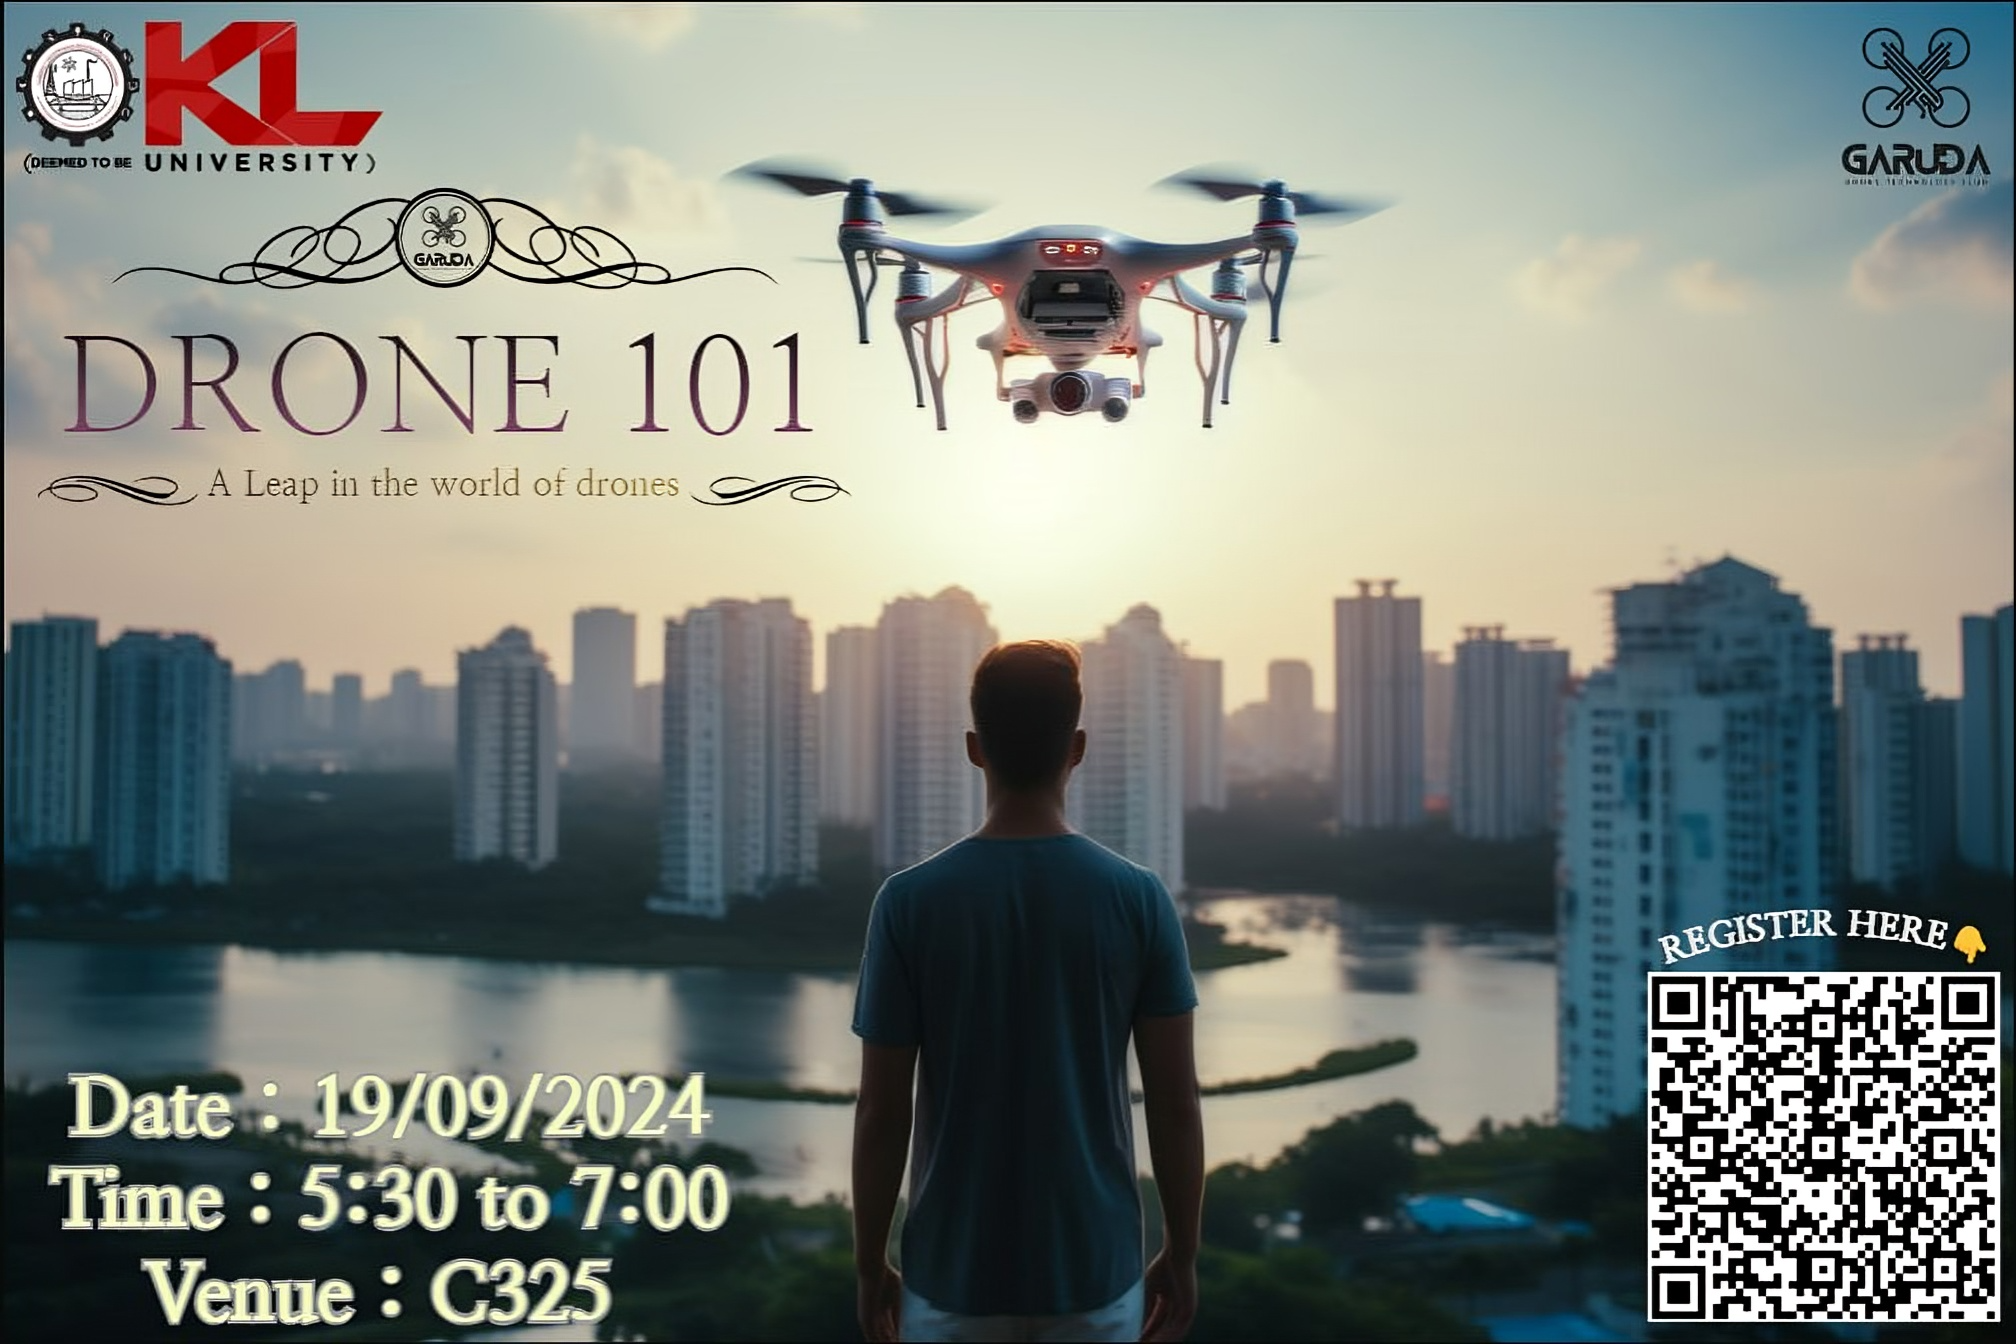 KL
(DEEMED TO BE UNIVERSITY)
GARUDA
GARUDA
DRONE 101
A Leap in the world of drones
REGISTER HERE👇
Date : 19/09/2024
Time : 5:30 to 7:00
Venue : C325